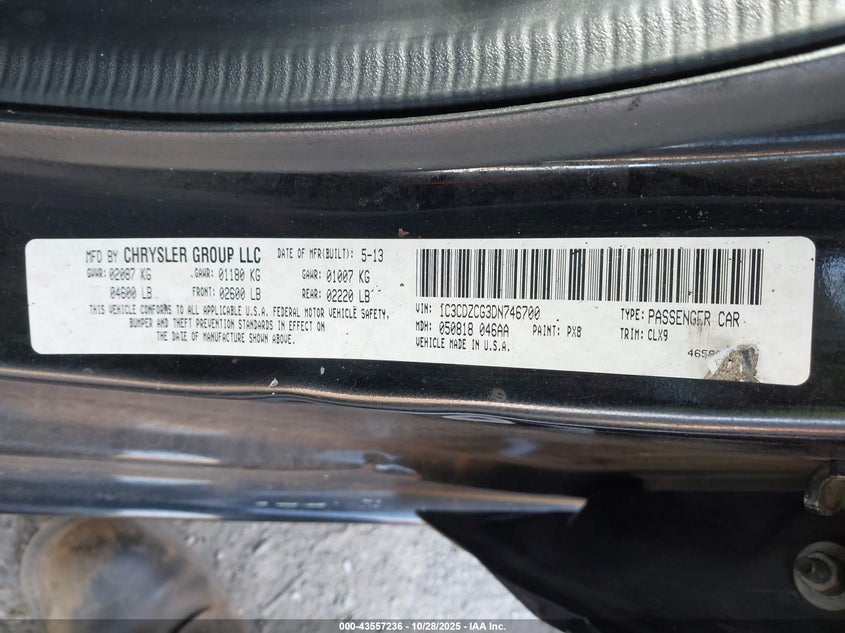 MFD BY CHRYSLER GROUP LLC DATE OF MFR(BUILT): 5-13
GVWR: 02087 KG GAWR: 01180 KG GAWR: 01007 KG
04600 LB FRONT: 02600 LB REAR: 02220 LB
THIS VEHICLE CONFORMS TO ALL APPLICABLE U.S.A. FEDERAL MOTOR VEHICLE SAFETY,
BUMPER AND THEFT PREVENTION STANDARDS IN EFFECT ON
THE DATE OF MANUFACTURE SHOWN ABOVE.
VIN: 1C3CDZCG3DN746700 TYPE: PASSENGER CAR
MDH: 050818 046AA PAINT: PX8 TRIM: CLX9
VEHICLE MADE IN U.S.A.
000-43557236 | 10/28/2025 | IAA Inc.